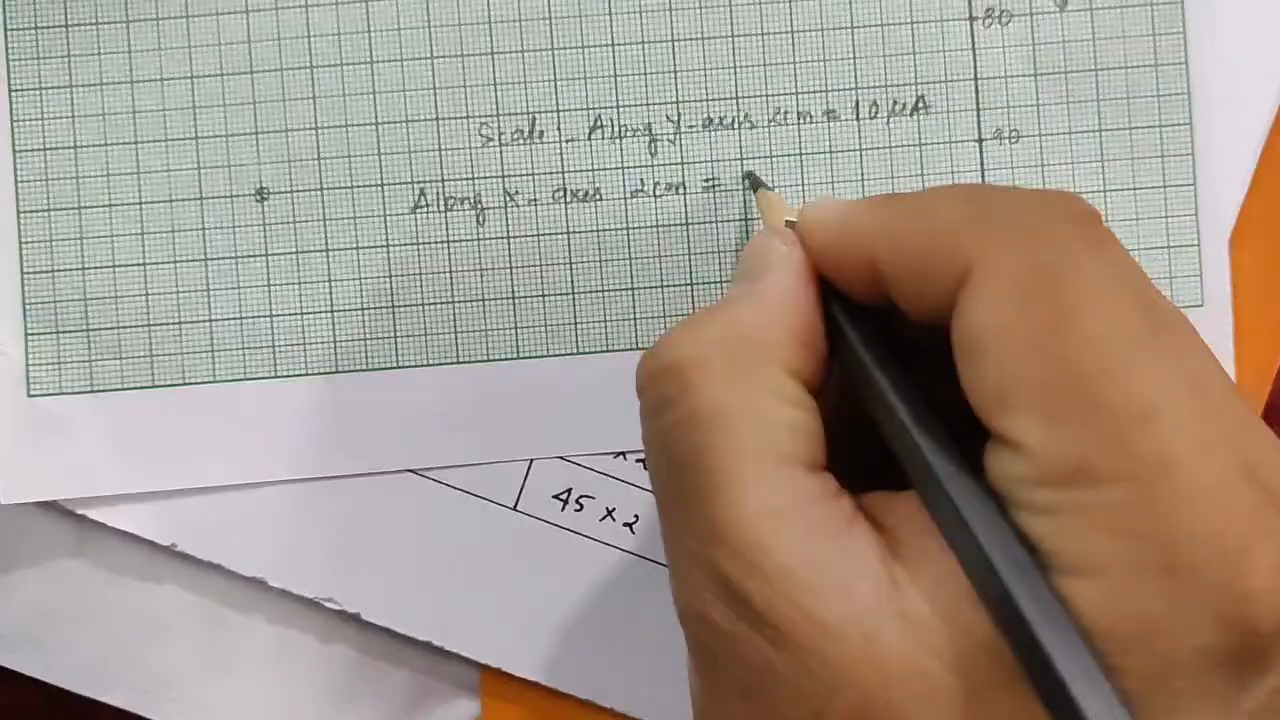 80
Scale:- Along Y-axis 2cm = 10 μA
90
Along X-axis 2cm =
45 x 2